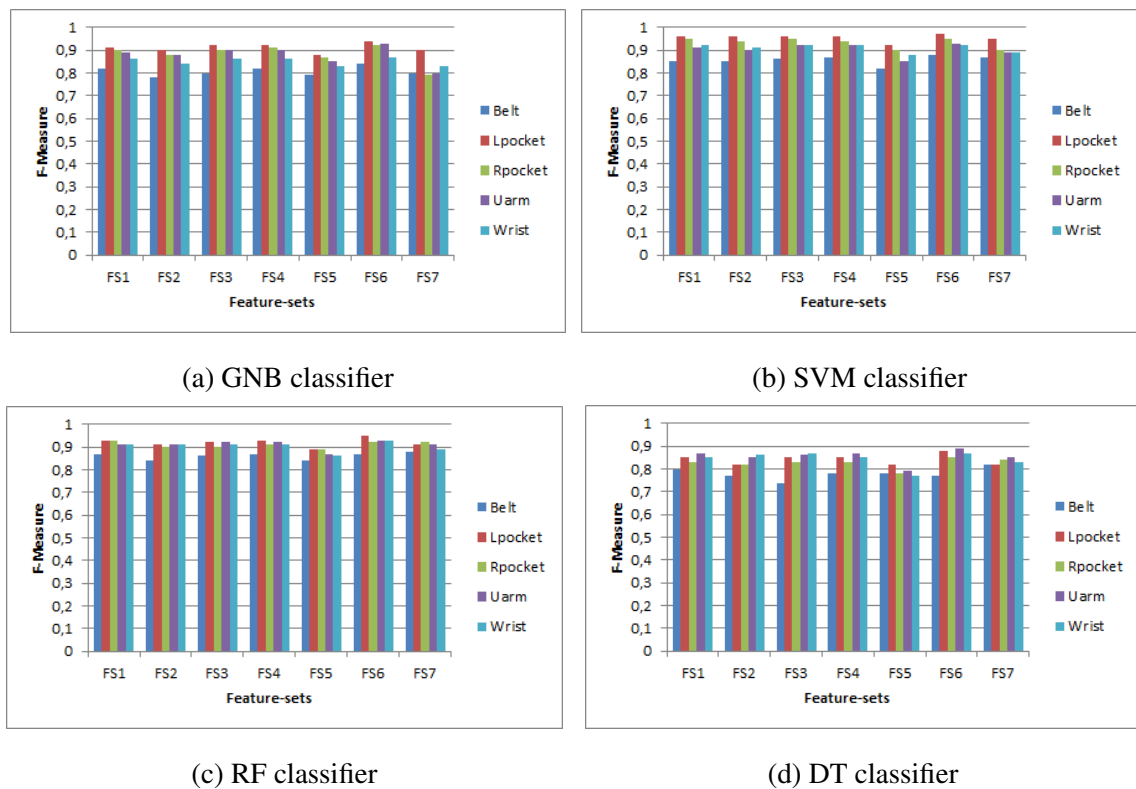 1
0,9
0,8
0,7
0,6
0,5
0,4
0,3
0,2
0,1
0
F-Measure
FS1 FS2 FS3 FS4 FS5 FS6 FS7
Feature-sets
Belt
Lpocket
Rpocket
Uarm
Wrist
(a) GNB classifier
1
0,9
0,8
0,7
0,6
0,5
0,4
0,3
0,2
0,1
0
F-Measure
FS1 FS2 FS3 FS4 FS5 FS6 FS7
Feature-sets
Belt
Lpocket
Rpocket
Uarm
Wrist
(b) SVM classifier
1
0,9
0,8
0,7
0,6
0,5
0,4
0,3
0,2
0,1
0
F-Measure
FS1 FS2 FS3 FS4 FS5 FS6 FS7
Feature-sets
Belt
Lpocket
Rpocket
Uarm
Wrist
(c) RF classifier
1
0,9
0,8
0,7
0,6
0,5
0,4
0,3
0,2
0,1
0
F-Measure
FS1 FS2 FS3 FS4 FS5 FS6 FS7
Feature-sets
Belt
Lpocket
Rpocket
Uarm
Wrist
(d) DT classifier